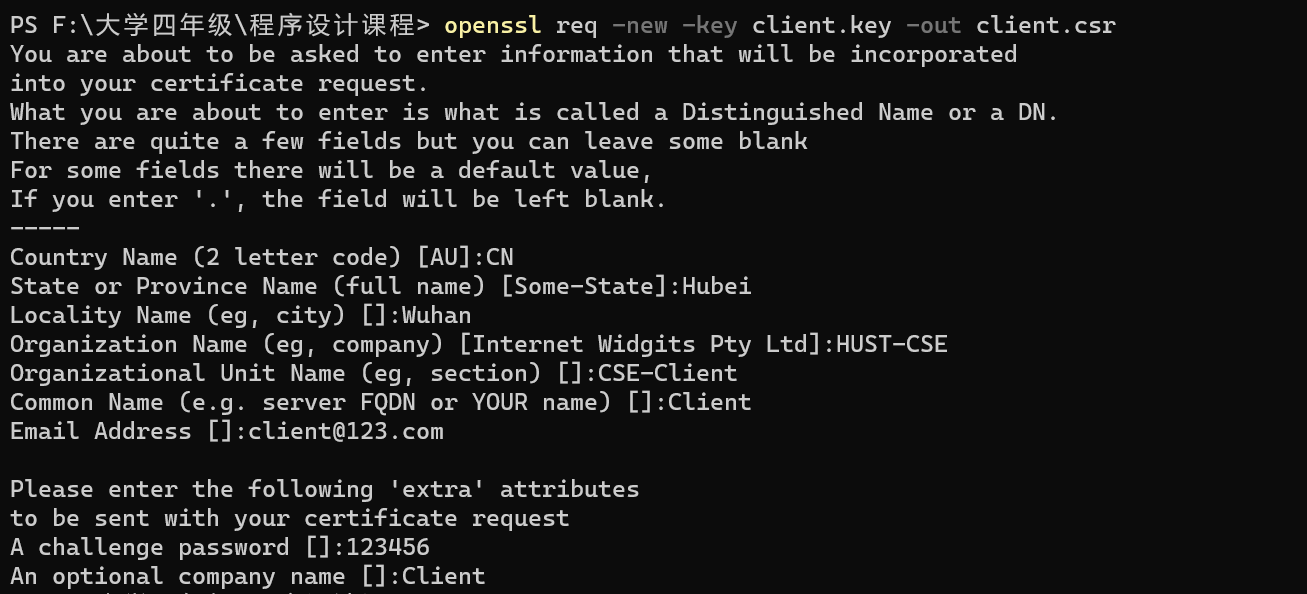 PS F:\大学四年级\程序设计课程> openssl req -new -key client.key -out client.csr
You are about to be asked to enter information that will be incorporated
into your certificate request.
What you are about to enter is what is called a Distinguished Name or a DN.
There are quite a few fields but you can leave some blank
For some fields there will be a default value,
If you enter '.', the field will be left blank.
-----
Country Name (2 letter code) [AU]:CN
State or Province Name (full name) [Some-State]:Hubei
Locality Name (eg, city) []:Wuhan
Organization Name (eg, company) [Internet Widgits Pty Ltd]:HUST-CSE
Organizational Unit Name (eg, section) []:CSE-Client
Common Name (e.g. server FQDN or YOUR name) []:Client
Email Address []:client@123.com

Please enter the following 'extra' attributes
to be sent with your certificate request
A challenge password []:123456
An optional company name []:Client